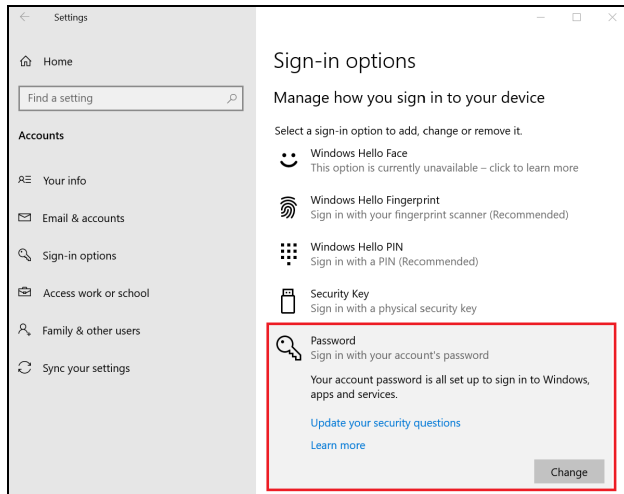 Settings
Home
Find a setting
Accounts
Your info
Email & accounts
Sign-in options
Access work or school
Family & other users
Sync your settings
Sign-in options
Manage how you sign in to your device
Select a sign-in option to add, change or remove it.
Windows Hello Face
This option is currently unavailable – click to learn more
Windows Hello Fingerprint
Sign in with your fingerprint scanner (Recommended)
Windows Hello PIN
Sign in with a PIN (Recommended)
Security Key
Sign in with a physical security key
Password
Sign in with your account's password
Your account password is all set up to sign in to Windows,
apps and services.
Update your security questions
Learn more
Change